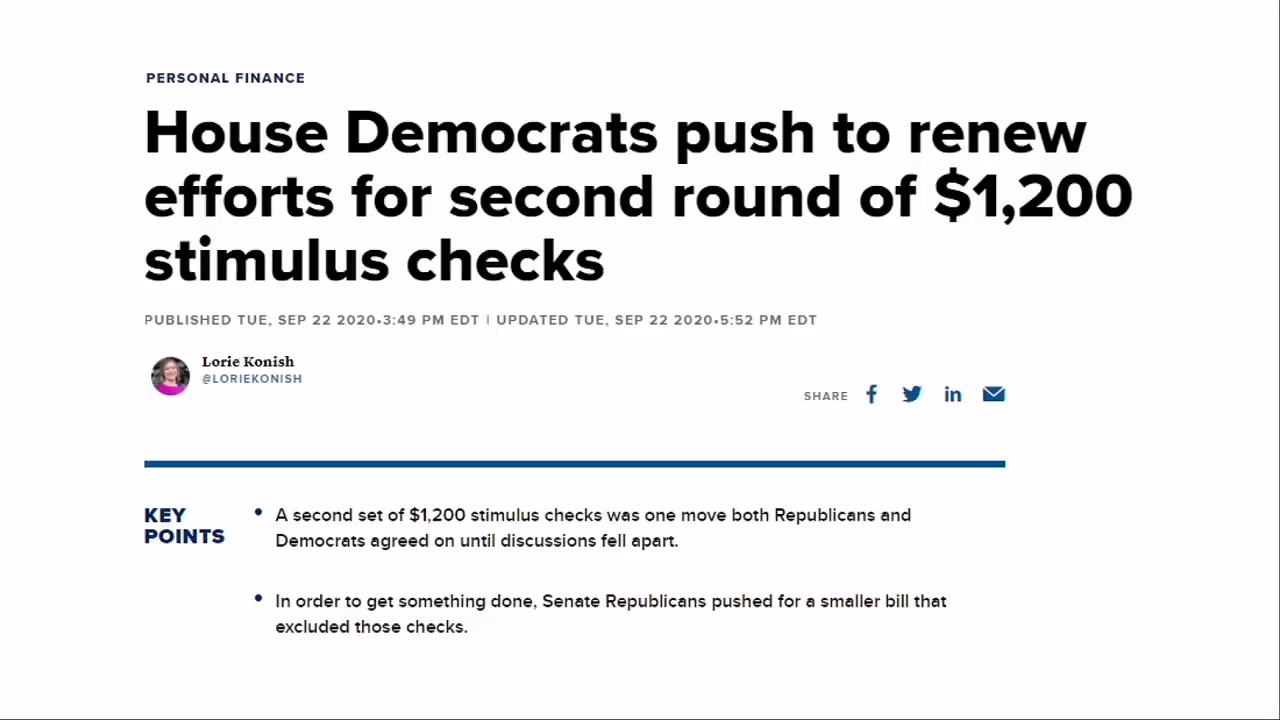 PERSONAL FINANCE
House Democrats push to renew
efforts for second round of $1,200
stimulus checks
PUBLISHED TUE, SEP 22 2020•3:49 PM EDT | UPDATED TUE, SEP 22 2020•5:52 PM EDT
Lorie Konish
@LORIEKONISH
SHARE
KEY
POINTS
• A second set of $1,200 stimulus checks was one move both Republicans and
Democrats agreed on until discussions fell apart.
• In order to get something done, Senate Republicans pushed for a smaller bill that
excluded those checks.